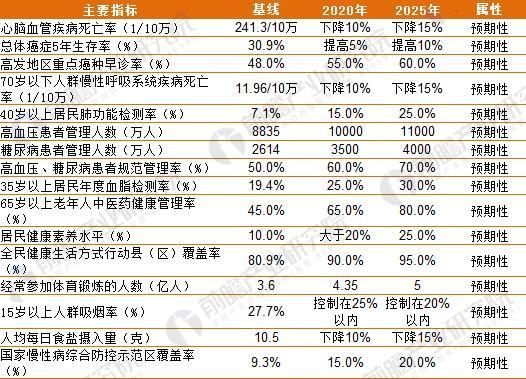 主要指标 基线 2020年 2025年 属性
心脑血管疾病死亡率（1/10万） 241.3/10万 下降10% 下降15% 预期性
总体癌症5年生存率（%） 30.9% 提高5% 提高10% 预期性
高发地区重点癌种早诊率（%） 48.0% 55.0% 60.0% 预期性
70岁以下人群慢性呼吸系统疾病死亡
率（1/10万） 11.96/10万 下降10% 下降15% 预期性
40岁以上居民肺功能检测率（%） 7.1% 15.0% 25.0% 预期性
高血压患者管理人数（万人） 8835 10000 11000 预期性
糖尿病患者管理人数（万人） 2614 3500 4000 预期性
高血压、糖尿病患者规范管理率（%） 50.0% 60.0% 70.0% 预期性
35岁以上居民年度血脂检测率（%） 19.4% 25.0% 30.0% 预期性
65岁以上老年人中医药健康管理率
（%） 45.0% 65.0% 80.0% 预期性
居民健康素养水平（%） 10.0% 大于20% 25.0% 预期性
全民健康生活方式行动县（区）覆盖率
（%） 80.9% 90.0% 95.0% 预期性
经常参加体育锻炼的人数（亿人） 3.6 4.35 5 预期性
15岁以上人群吸烟率（%） 27.7% 控制在25% 控制在20% 预期性
以内 以内
人均每日食盐摄入量（克） 10.5 下降10% 下降15% 预期性
国家慢性病综合防控示范区覆盖率
（%） 9.3% 15.0% 20.0% 预期性
前瞻产业研究院